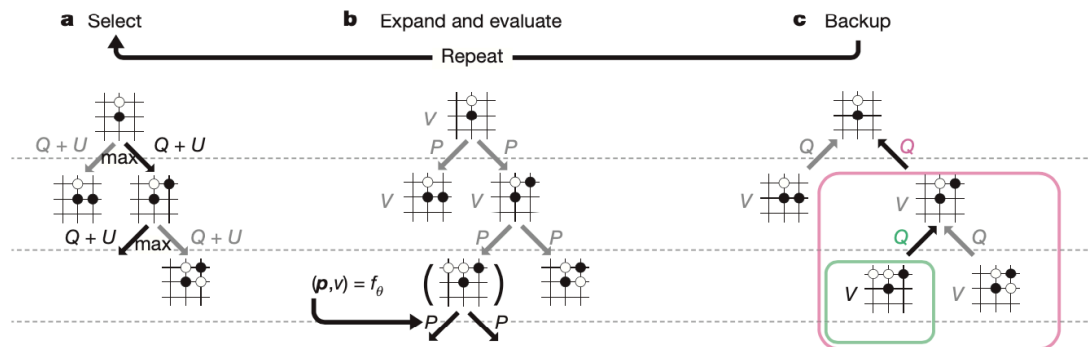 a Select
b Expand and evaluate
c Backup
Repeat
V
Q + U
max
Q + U
P
P
Q
Q
V
V
V
V
Q + U
max
Q + U
P
P
Q
Q
(p,v) = fθ
V
V
P
P